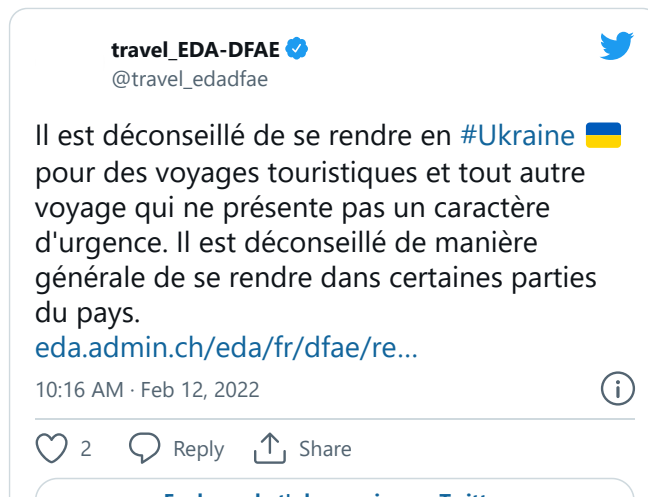 travel_EDA-DFAE
@travel_edadfae
Il est déconseillé de se rendre en #Ukraine
pour des voyages touristiques et tout autre
voyage qui ne présente pas un caractère
d'urgence. Il est déconseillé de manière
générale de se rendre dans certaines parties
du pays.
eda.admin.ch/eda/fr/dfae/re...
10:16 AM · Feb 12, 2022
2 Reply Share